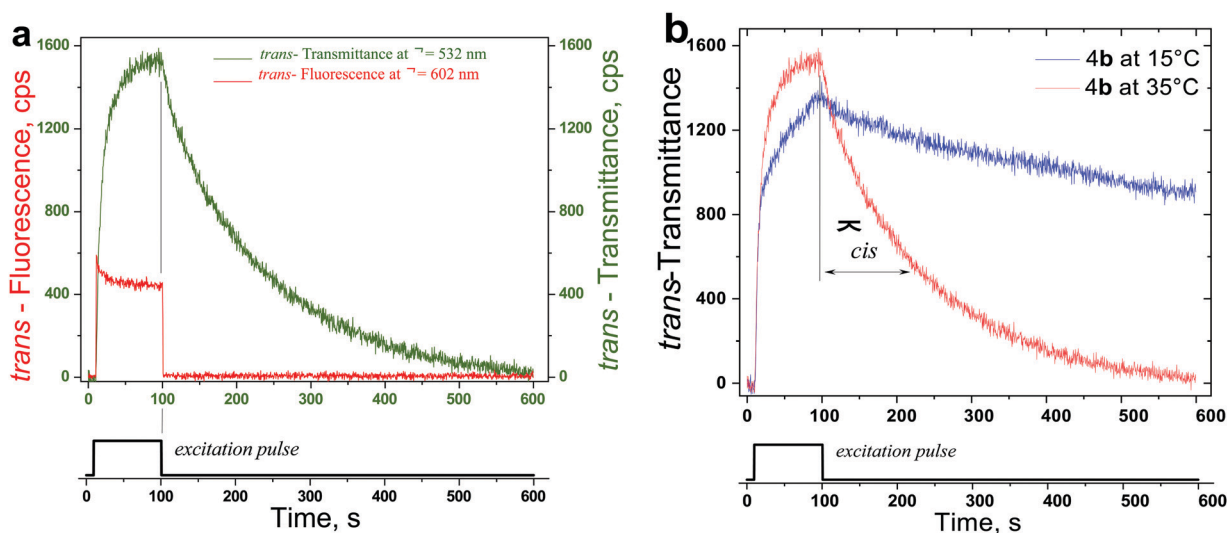 a
trans- Transmittance at ㄱ= 532 nm
trans- Fluorescence at ㄱ= 602 nm
trans - Fluorescence, cps
trans - Transmittance, cps
1600
1200
800
400
0
1600
1200
800
400
0
0 100 200 300 400 500 600
excitation pulse
0 100 200 300 400 500 600
Time, s
b
4b at 15°C
4b at 35°C
trans-Transmittance
1600
1200
800
400
0
cis
0 100 200 300 400 500 600
excitation pulse
0 100 200 300 400 500 600
Time, s